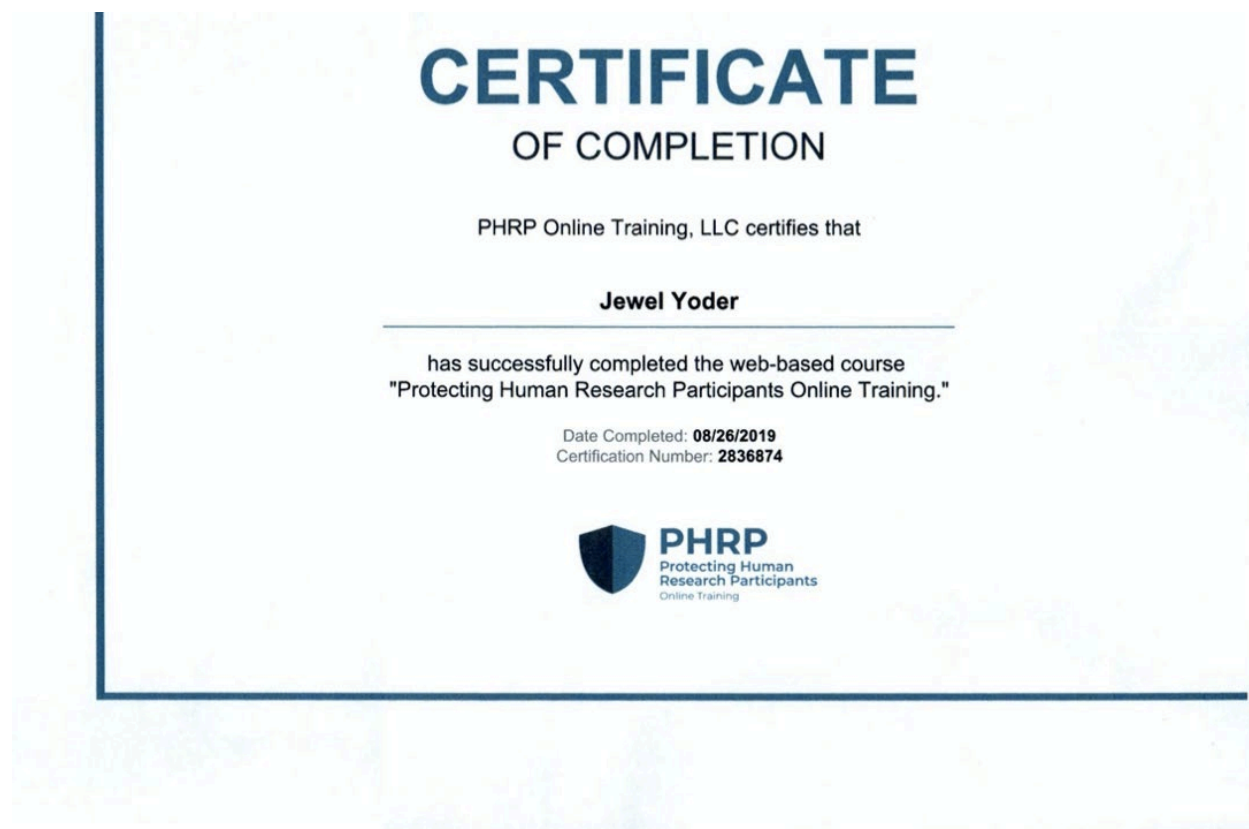 CERTIFICATE
OF COMPLETION
PHRP Online Training, LLC certifies that
Jewel Yoder
has successfully completed the web-based course
"Protecting Human Research Participants Online Training."
Date Completed: 08/26/2019
Certification Number: 2836874
PHRP
Protecting Human
Research Participants
Online Training